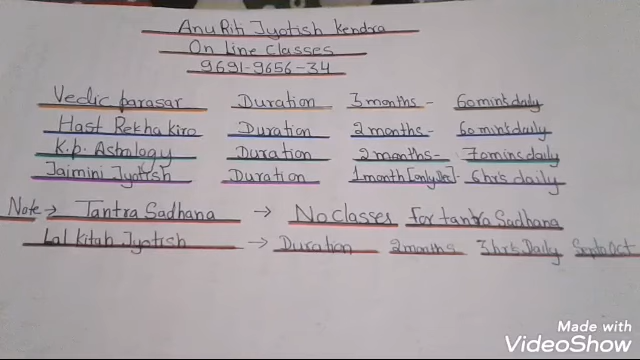 Anu Riti Jyotish Kendra
On Line Classes
9691-9656-34
Vedic parasar Duration 3 months - 60 mints daily
Hast Rekha kiro Duration 2 months - 60 mints daily
K.p. Astrology Duration 2 months - 70 mins daily
Jaimini Jyotish Duration 1 month [only Dec] - 6 hrs daily
Note → Tantra Sadhana → No classes for tantra Sadhana
Lal kitab Jyotish → Duration 2 months 3 hrs. Daily
Made with
VideoShow